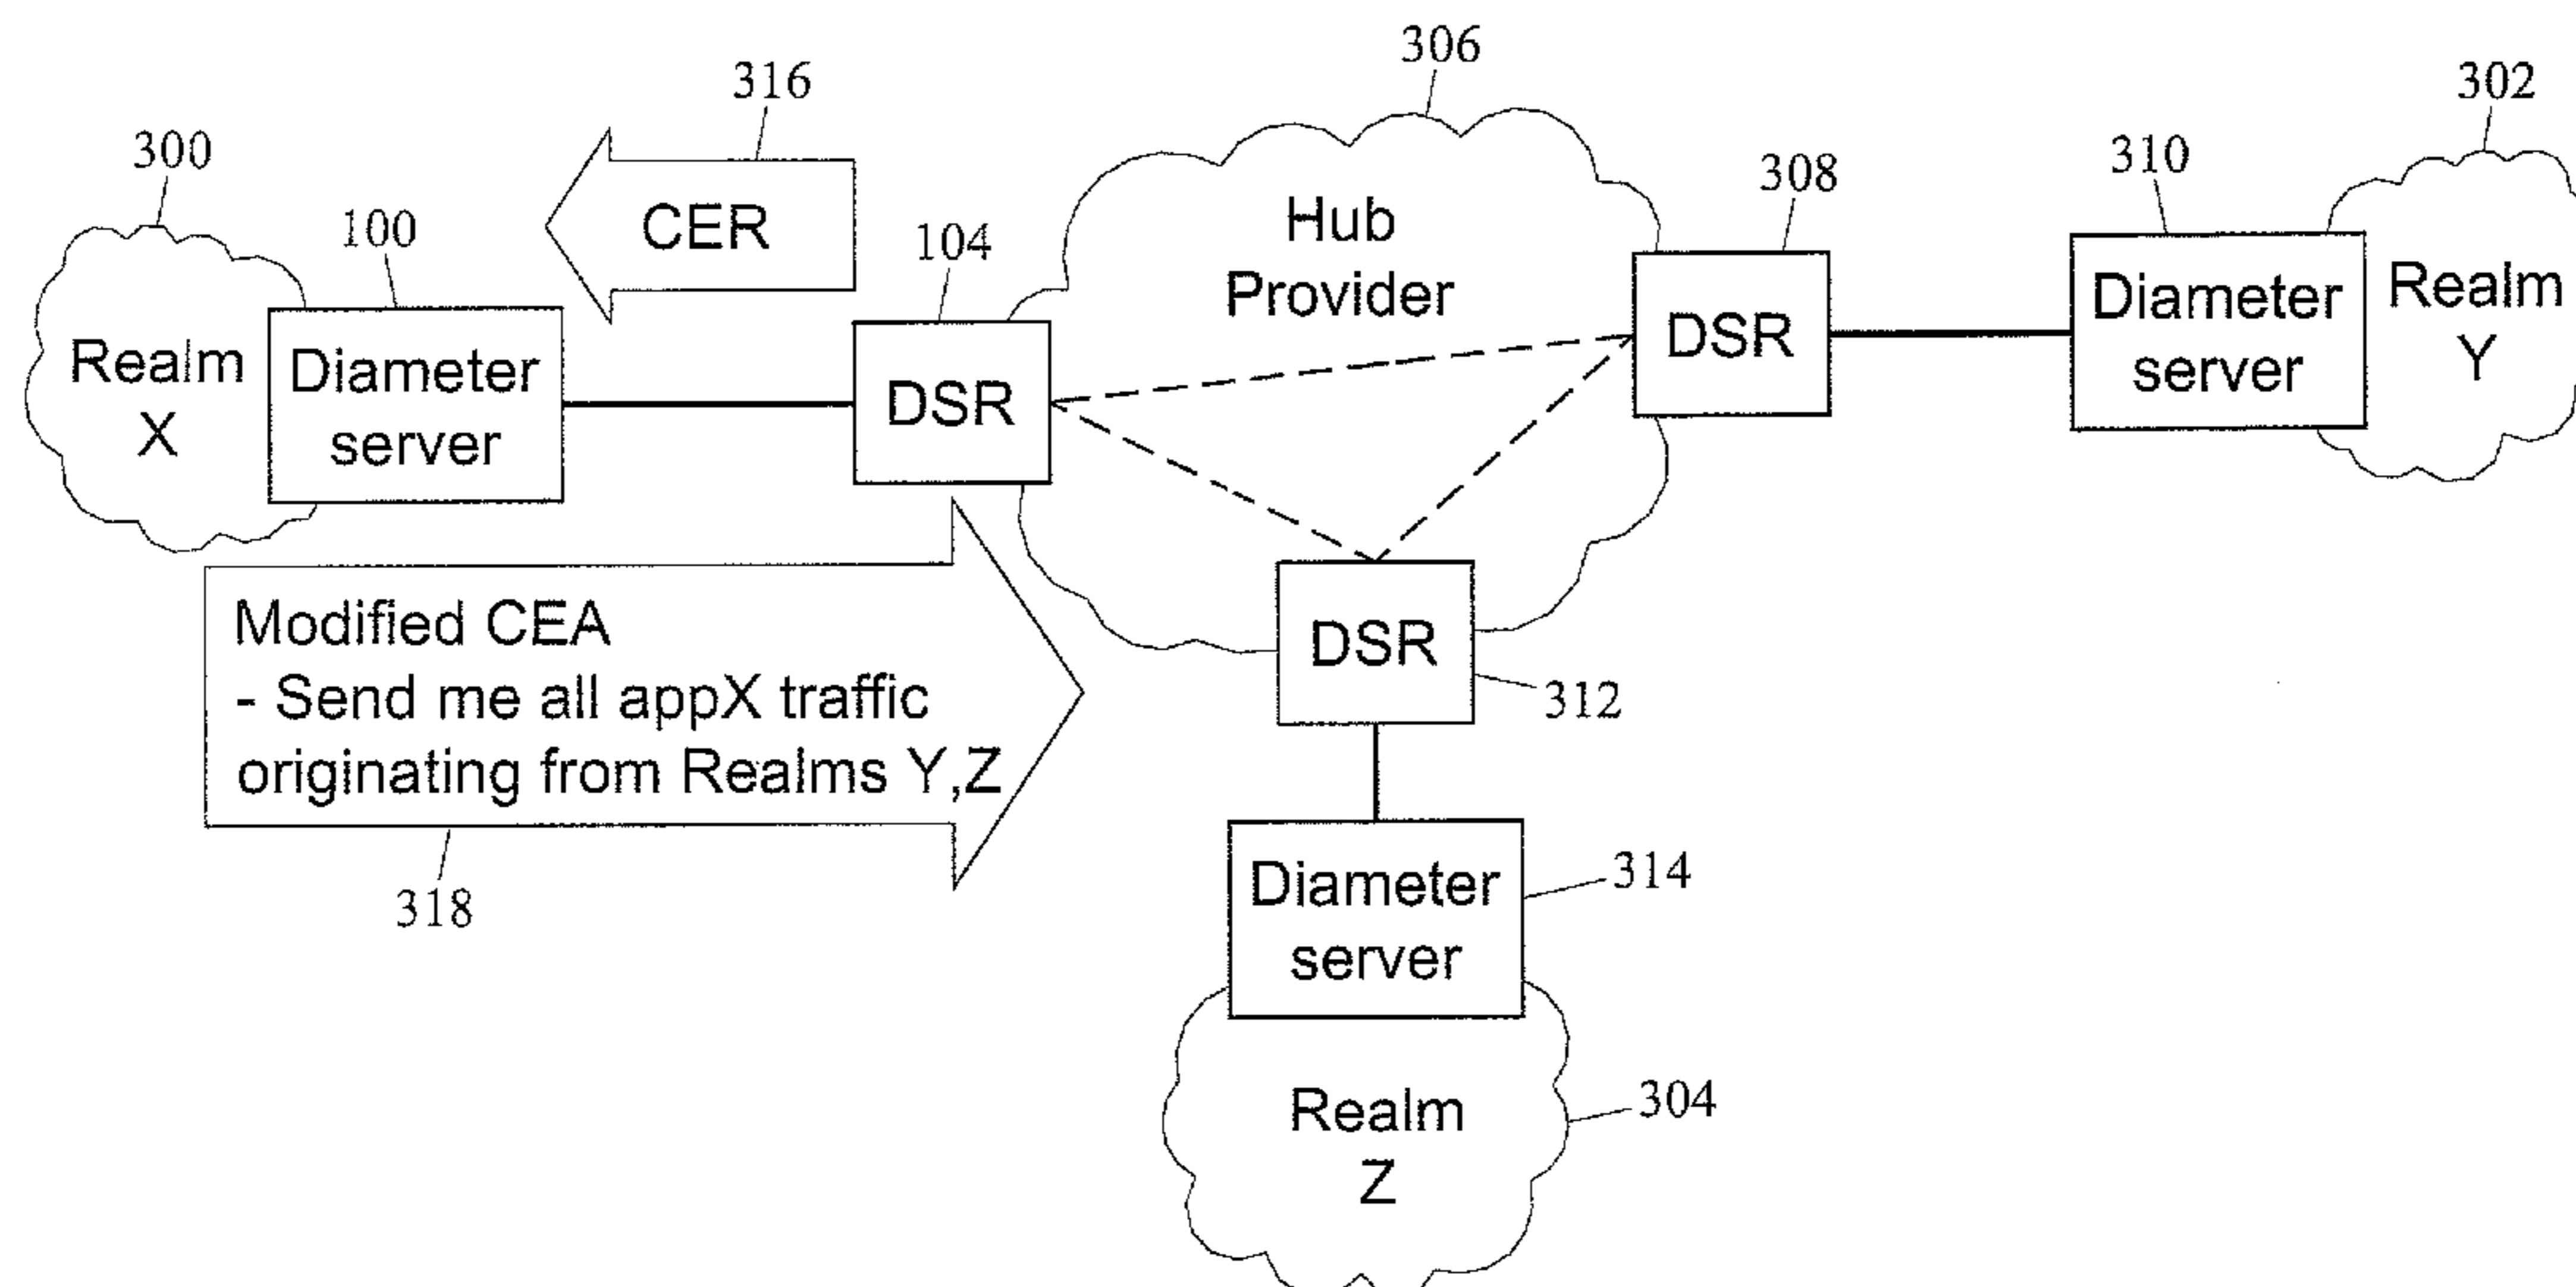 306
302
316
300
310
308
100
104
CER
Hub
Provider
Realm
X
Diameter
server
DSR
DSR
Diameter
server
Realm
Y
Modified CEA
- Send me all appX traffic
originating from Realms Y,Z
318
DSR
312
Diameter
server
314
Realm
Z
304